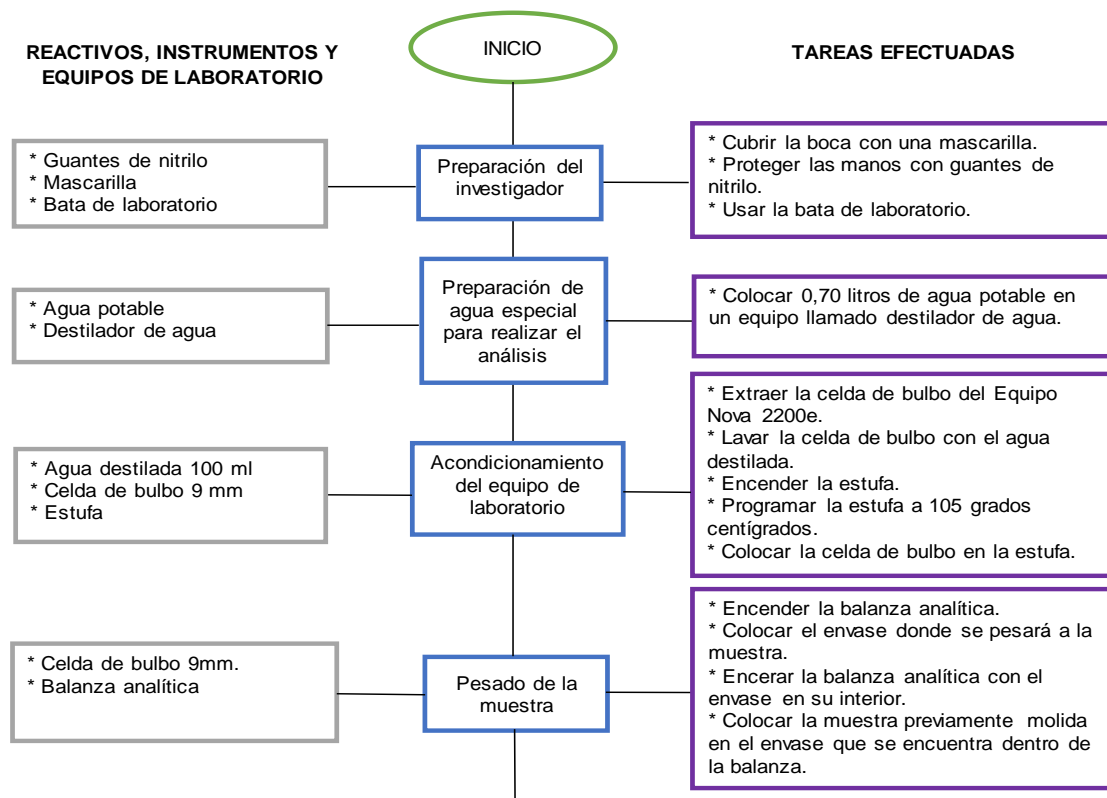 REACTIVOS, INSTRUMENTOS Y
EQUIPOS DE LABORATORIO
INICIO
TAREAS EFECTUADAS
* Guantes de nitrilo
* Mascarilla
* Bata de laboratorio
Preparación del
investigador
* Cubrir la boca con una mascarilla.
* Proteger las manos con guantes de
nitrilo.
* Usar la bata de laboratorio.
* Agua potable
* Destilador de agua
Preparación de
agua especial
para realizar el
análisis
* Colocar 0,70 litros de agua potable en
un equipo llamado destilador de agua.
* Agua destilada 100 ml
* Celda de bulbo 9 mm
* Estufa
Acondicionamiento
del equipo de
laboratorio
* Extraer la celda de bulbo del Equipo
Nova 2200e.
* Lavar la celda de bulbo con el agua
destilada.
* Encender la estufa.
* Programar la estufa a 105 grados
centígrados.
* Colocar la celda de bulbo en la estufa.
* Celda de bulbo 9mm.
* Balanza analítica
Pesado de la
muestra
* Encender la balanza analítica.
* Colocar el envase donde se pesará a la
muestra.
* Encerar la balanza analítica con el
envase en su interior.
* Colocar la muestra previamente molida
en el envase que se encuentra dentro de
la balanza.